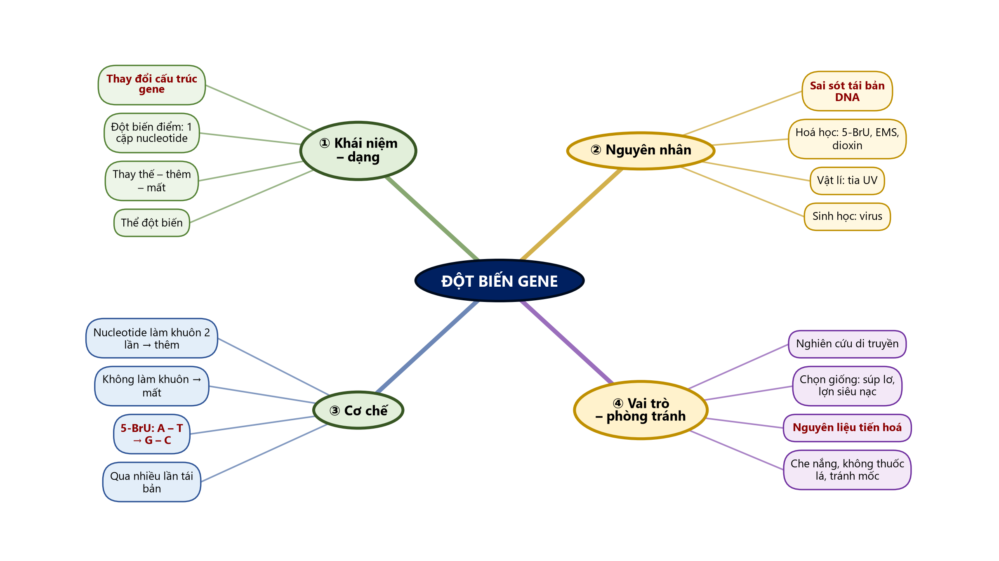 Thay đổi cấu trúc
gene
Đột biến điểm: 1
cặp nucleotide
Thay thế – thêm
– mất
Thể đột biến
① Khái niệm
– dạng
② Nguyên nhân
Sai sót tái bản
DNA
Hoá học: 5-BrU, EMS,
dioxin
Vật lí: tia UV
Sinh học: virus
ĐỘT BIẾN GENE
Nucleotide làm khuôn 2
lần → thêm
Không làm khuôn →
mất
5-BrU: A – T
→ G – C
Qua nhiều lần tái
bản
③ Cơ chế
④ Vai trò
– phòng tránh
Nghiên cứu di truyền
Chọn giống: súp lơ,
lợn siêu nạc
Nguyên liệu tiến hoá
Che nắng, không thuốc
lá, tránh mốc